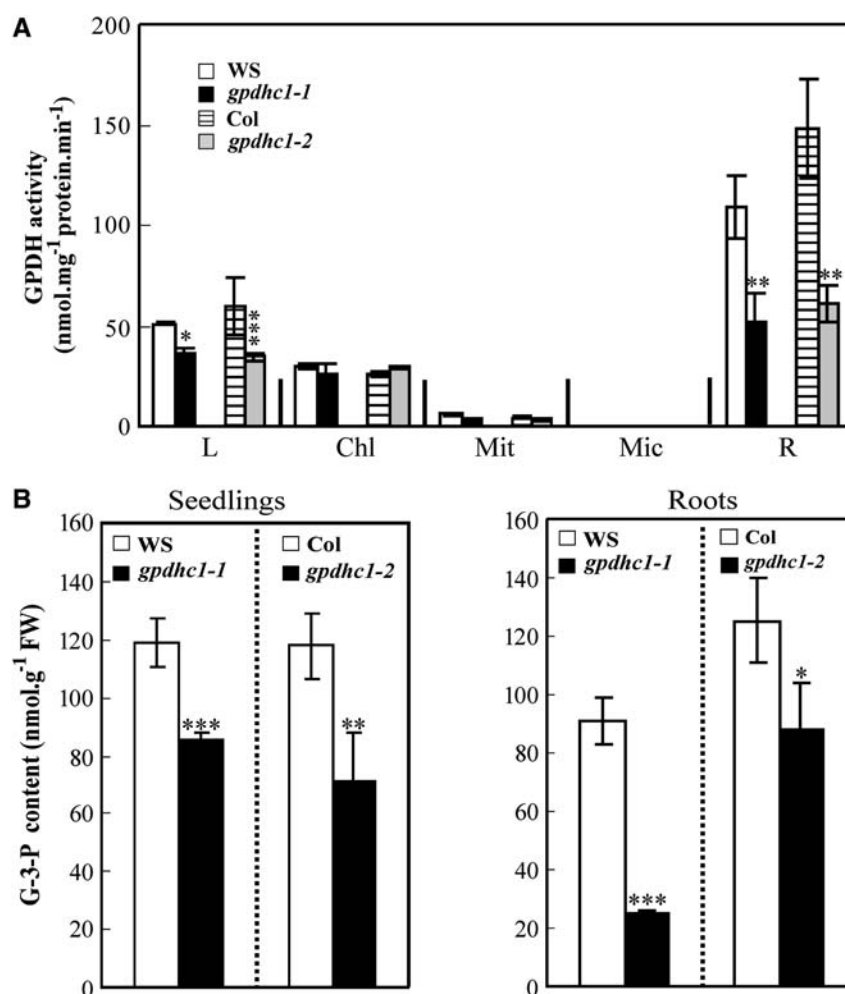 A
200
150
100
50
0
GPDH activity
(nmol.mg⁻¹ protein.min⁻¹)
WS
gpdhc1-1
Col
gpdhc1-2
*
***
**
**
L Chl Mit Mic R
B
Seedlings
160
140
120
100
80
60
40
20
0
G-3-P content (nmol.g⁻¹ FW)
WS
gpdhc1-1
Col
gpdhc1-2
***
**
Roots
160
140
120
100
80
60
40
20
0
WS
gpdhc1-1
Col
gpdhc1-2
***
*